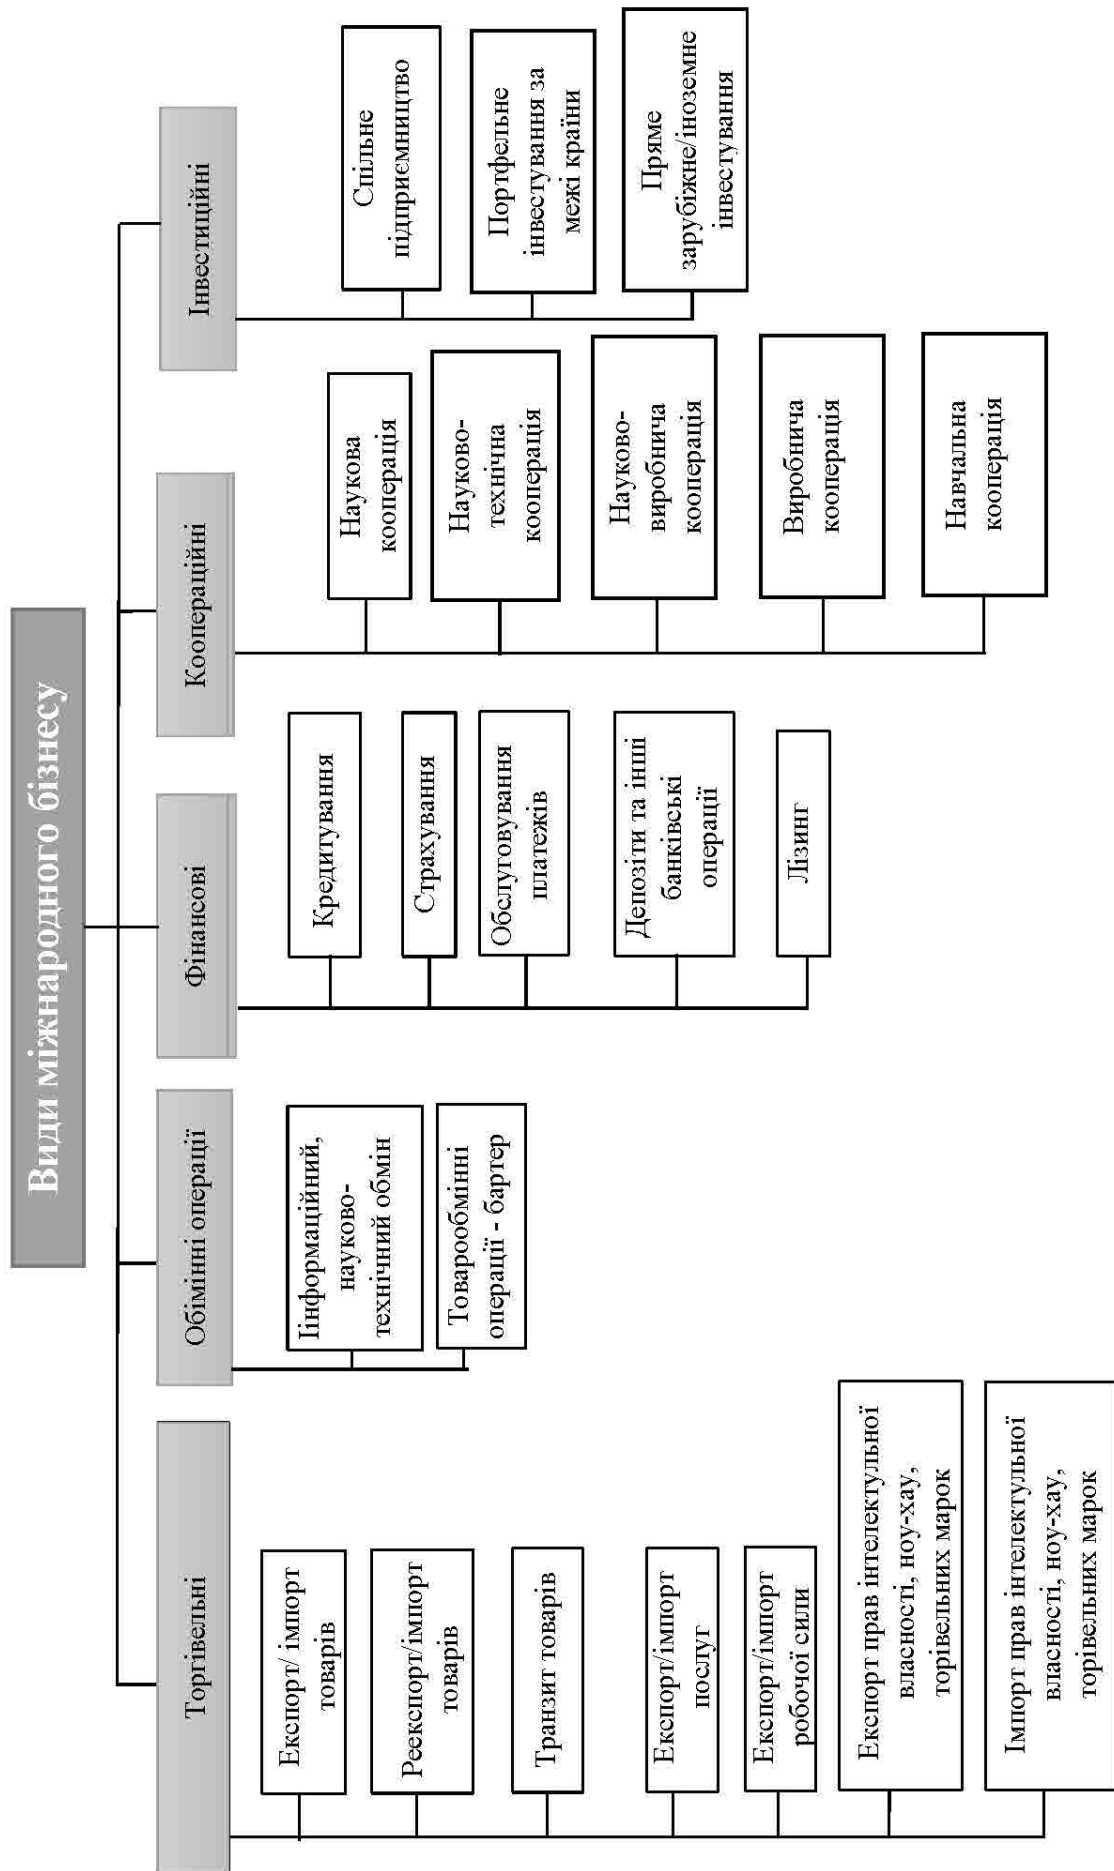 Види міжнародного бізнесу
Торгівельні
Експорт/ імпорт
товарів
Реекспорт/імпорт
товарів
Транзит товарів
Експорт/імпорт
послуг
Експорт/імпорт
робочої сили
Експорт прав інтелектульної
власності, ноу-хау,
торівельних марок
Імпорт прав інтелектульної
власності, ноу-хау,
торівельних марок
Обімінні операції
Іінформаційний,
науково-
технічний обмін
Товарообмінні
операції - бартер
Фінансові
Кредитування
Страхування
Обслуговування
платежів
Депозіти та інші
банківські
операції
Лізинг
Коопераційні
Наукова
кооперація
Науково-
технічна
кооперація
Науково-
виробнича
кооперація
Виробнича
кооперація
Навчальна
кооперація
Інвестиційні
Спільне
підприємництво
Портфельне
інвестування за
межі країни
Пряме
зарубіжне/іноземне
інвестування